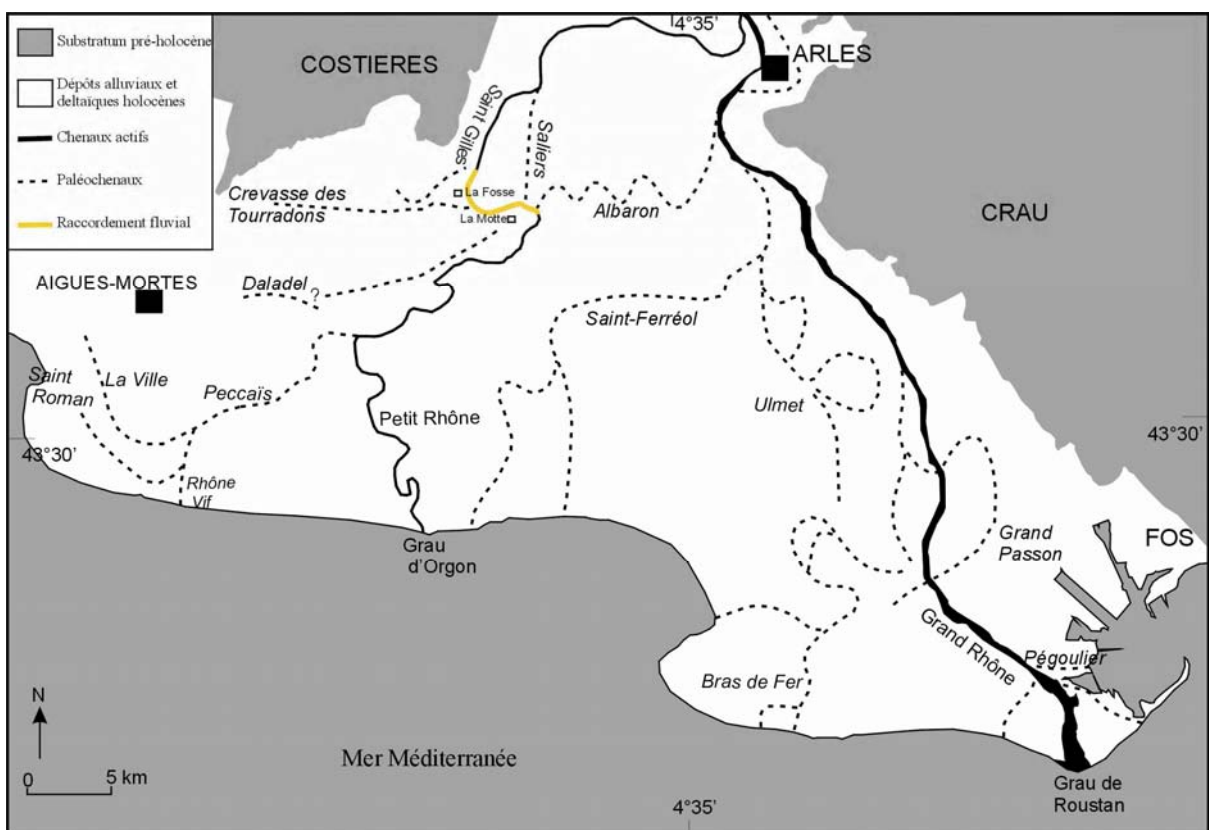 Substratum pré-holocène
Dépôts alluviaux et
deltaïques holocènes
Chenaux actifs
Paléochenaux
Raccordement fluvial
4°35'
ARLES
COSTIERES
Saint Gilles
Saliers
La Fosse
Crevasse des
Tourradons
La Motte
Albaron
CRAU
AIGUES-MORTES
Daladel
?
Saint-Ferréol
Saint
Roman
La Ville
Peccaïs
Petit Rhône
Ulmet
43°30'
43°30'
Rhône
Vif
Grau
d'Orgon
Grand
Passon
FOS
Grand Rhône
Pégoulier
Bras de Fer
N
0 5 km
Mer Méditerranée
4°35'
Grau de
Roustan